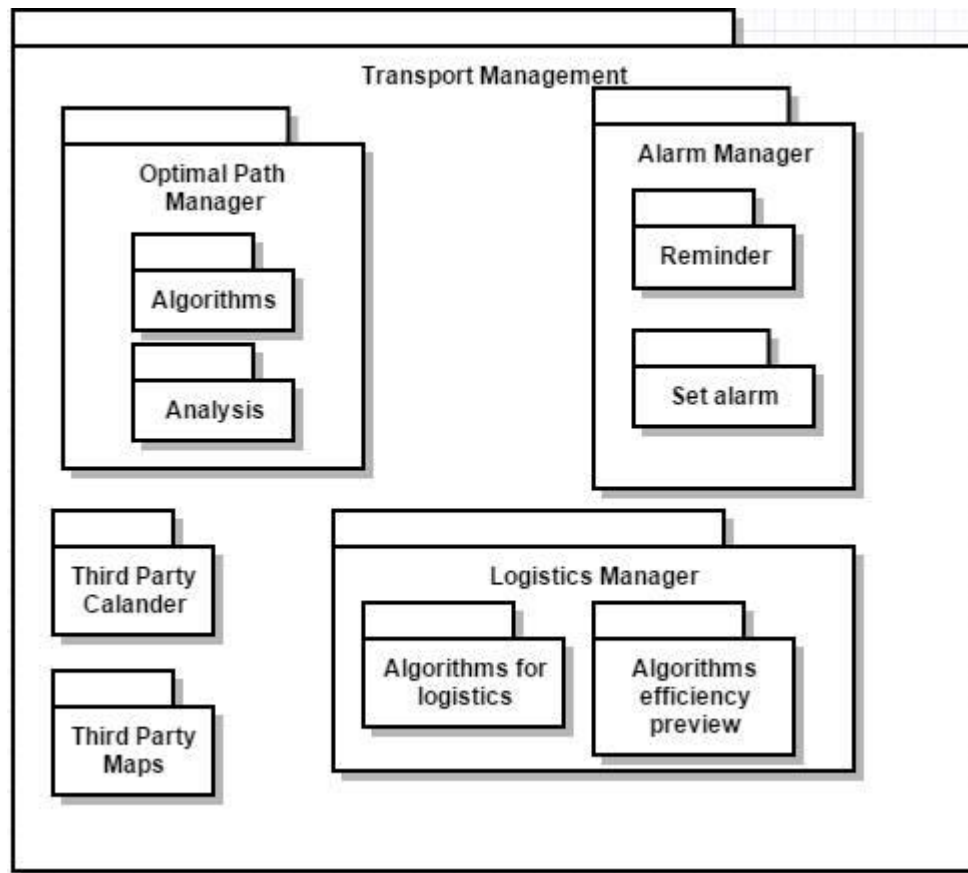 Transport Management
Optimal Path
Manager
Algorithms
Analysis
Alarm Manager
Reminder
Set alarm
Third Party
Calander
Third Party
Maps
Logistics Manager
Algorithms for
logistics
Algorithms
efficiency
preview